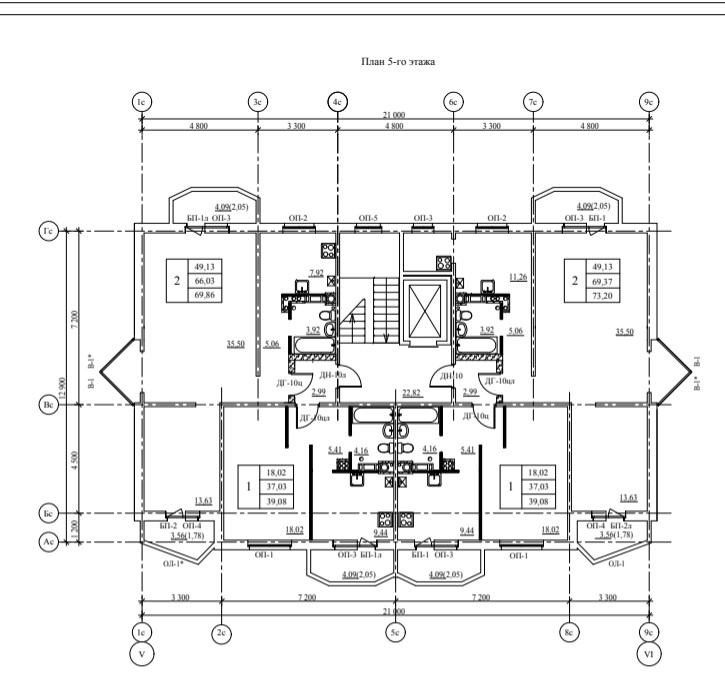 План 5-го этажа
1с 3с 4с 6с 7с 9с
21 000
4 800 3 300 4 800 3 300 4 800
4.09(2,05) 4.09(2,05)
БП-1л ОП-3 ОП-2 ОП-5 ОП-3 ОП-2 ОП-3 БП-1
Гс
7.92 11.26
2 49,13 66,03 69,86
2 49,13 69,37 73,20
7 200
35.50 5.06 3.92 3.92 5.06 35.50
12 900
В-1 В-1*
В-1 В-1*
ДГ-10ц ДН-10л ДН-10 ДГ-10цл
2.99 22.82 2.99
Вс
ДГ-10цл ДГ-10ц
4 500
5.41 4.16 4.16 5.41
1 18,02 37,03 39,08
1 18,02 37,03 39,08
13.63 13.63
Бс
БП-2 ОП-4 18.02 9.44 9.44 18.02 ОП-4 БП-2л
1 200
3.56(1,78) 3.56(1,78)
Ас
ОЛ-1* ОП-1 ОП-3 БП-1л БП-1 ОП-3 ОП-1 ОЛ-1
4.09(2,05) 4.09(2,05)
3 300 7 200 7 200 3 300
21 000
1с 2с 5с 8с 9с
V VI